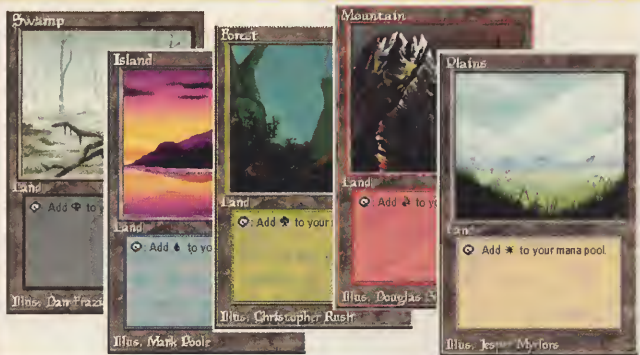 Swamp
Land
Add to y
Illus. Dan Frazi
Island
Land
: Add to yo
Illus. Mark Poole
Forest
Land
: Add to your m
Illus. Christopher Rush
Mountain
Land
: Add to yo
Illus. Douglas
Plains
Land
Add to your mana pool.
Illus. Jesper Myrfors